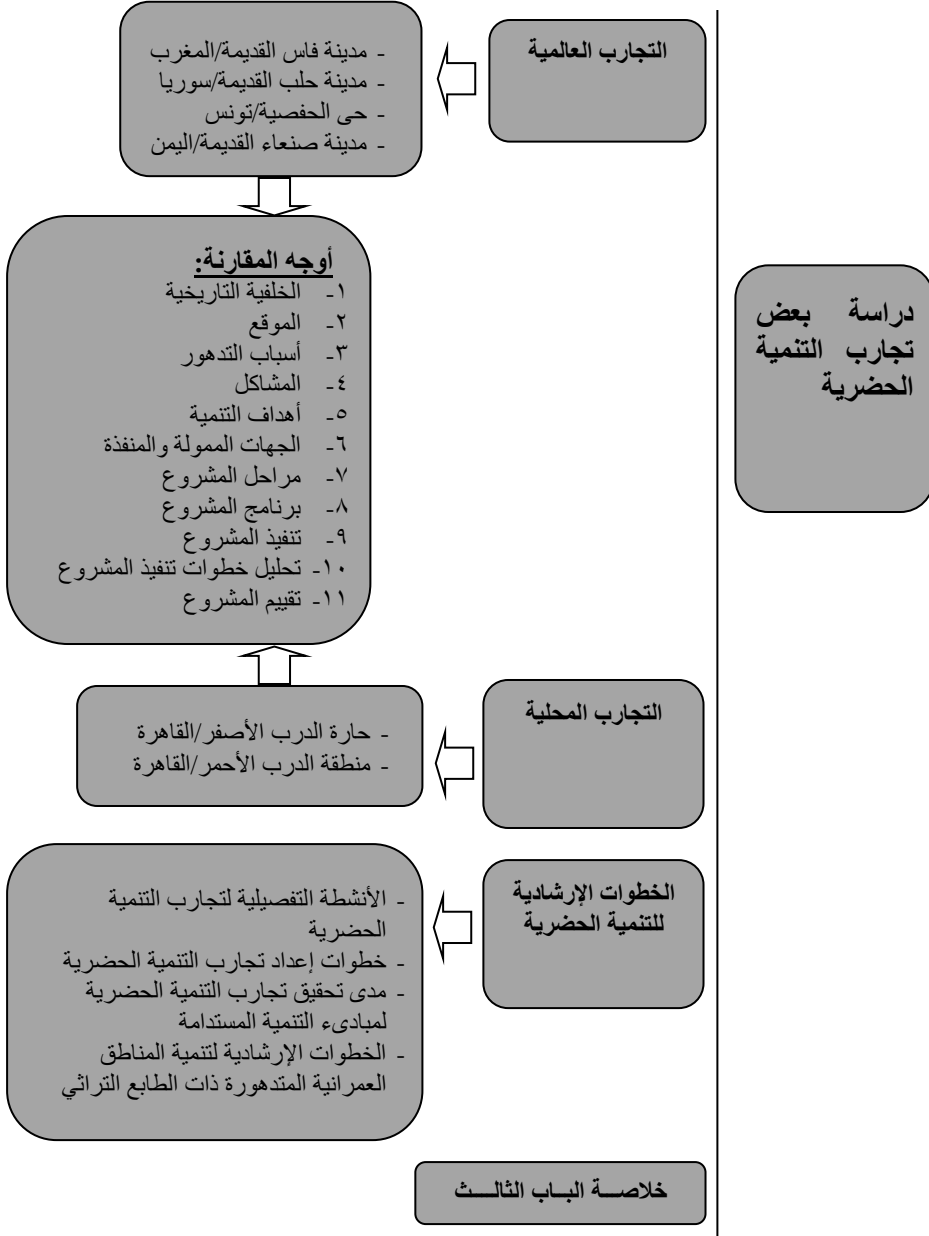 دراسة بعض
تجارب التنمية
الحضرية
التجارب العالمية
- مدينة فاس القديمة/المغرب
- مدينة حلب القديمة/سوريا
- حى الحفصية/تونس
- مدينة صنعاء القديمة/اليمن
أوجه المقارنة:
١- الخلفية التاريخية
٢- الموقع
٣- أسباب التدهور
٤- المشاكل
٥- أهداف التنمية
٦- الجهات الممولة والمنفذة
٧- مراحل المشروع
٨- برنامج المشروع
٩- تنفيذ المشروع
١٠- تحليل خطوات تنفيذ المشروع
١١- تقييم المشروع
التجارب المحلية
- حارة الدرب الأصفر/القاهرة
- منطقة الدرب الأحمر/القاهرة
الخطوات الإرشادية
للتنمية الحضرية
- الأنشطة التفصيلية لتجارب التنمية
الحضرية
- خطوات إعداد تجارب التنمية الحضرية
- مدى تحقيق تجارب التنمية الحضرية
لمبادىء التنمية المستدامة
- الخطوات الإرشادية لتنمية المناطق
العمرانية المتدهورة ذات الطابع التراثي
خلاصـــة البـــاب الثالـــث